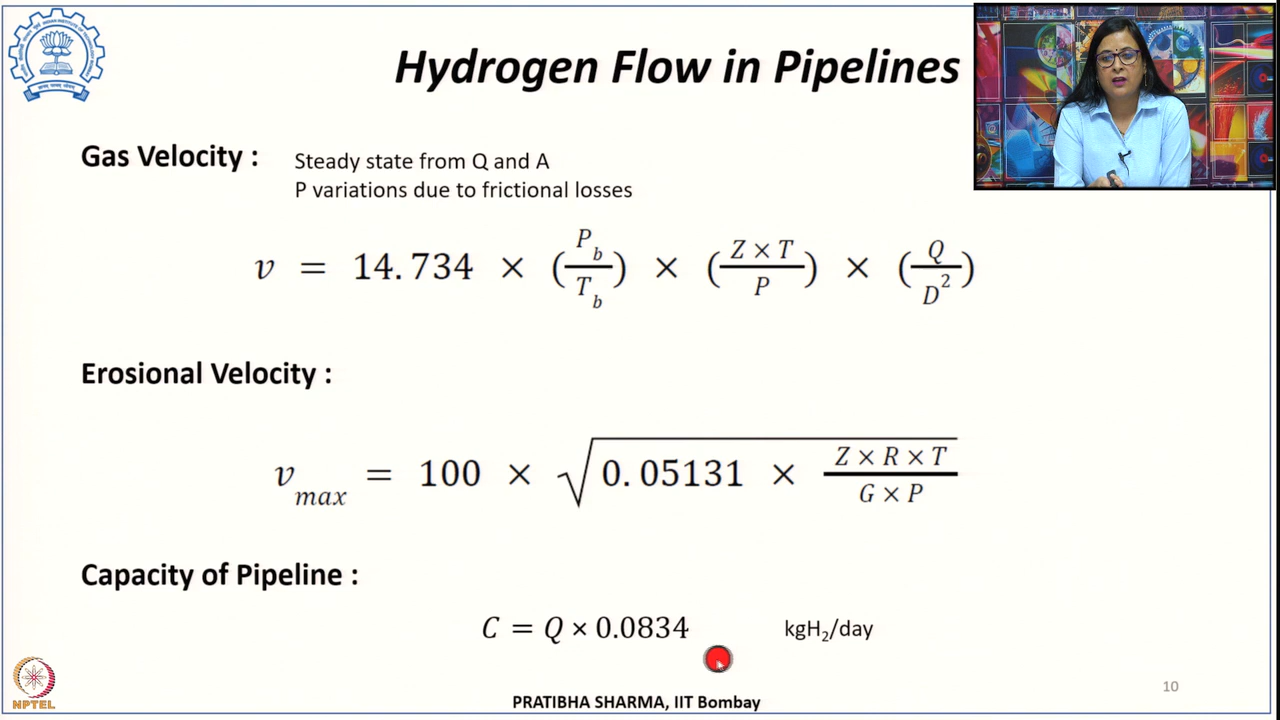 Hydrogen Flow in Pipelines
Gas Velocity :
Steady state from Q and A
P variations due to frictional losses
v = 14.734 × (P_b / T_b) × (Z × T / P) × (Q / D²)
Erosional Velocity :
v_max = 100 × √(0.05131 × (Z × R × T) / (G × P))
Capacity of Pipeline :
C = Q × 0.0834 kgH₂/day
10
NPTEL
PRATIBHA SHARMA, IIT Bombay